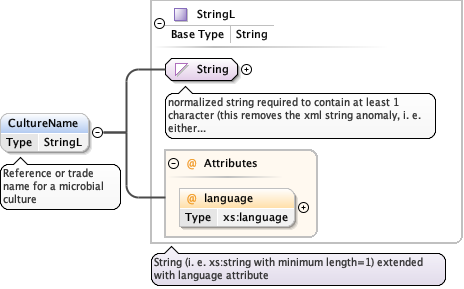 StringL
Base Type String
String
normalized string required to contain at least 1
character (this removes the xml string anomaly, i. e.
either...
CultureName
Type StringL
Reference or trade
name for a microbial
culture
@ Attributes
@ language
Type xs:language
String (i. e. xs:string with minimum length=1) extended
with language attribute